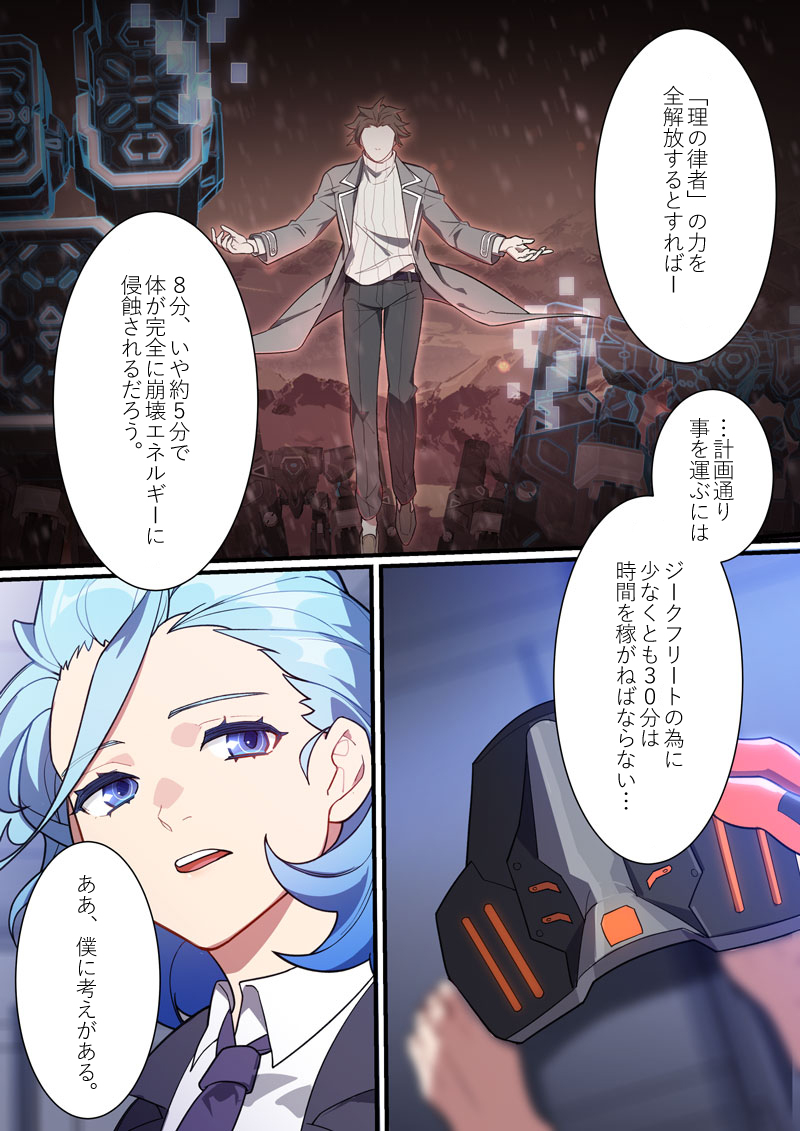 「理の律者」の力を
全解放するとすればー
8分、いや約5分で
体が完全に崩壊エネルギーに
侵蝕されるだろう。
…計画通り
事を運ぶには
ジークフリートの為に
少なくとも30分は
時間を稼がねばならない…
ああ、僕に考えがある。